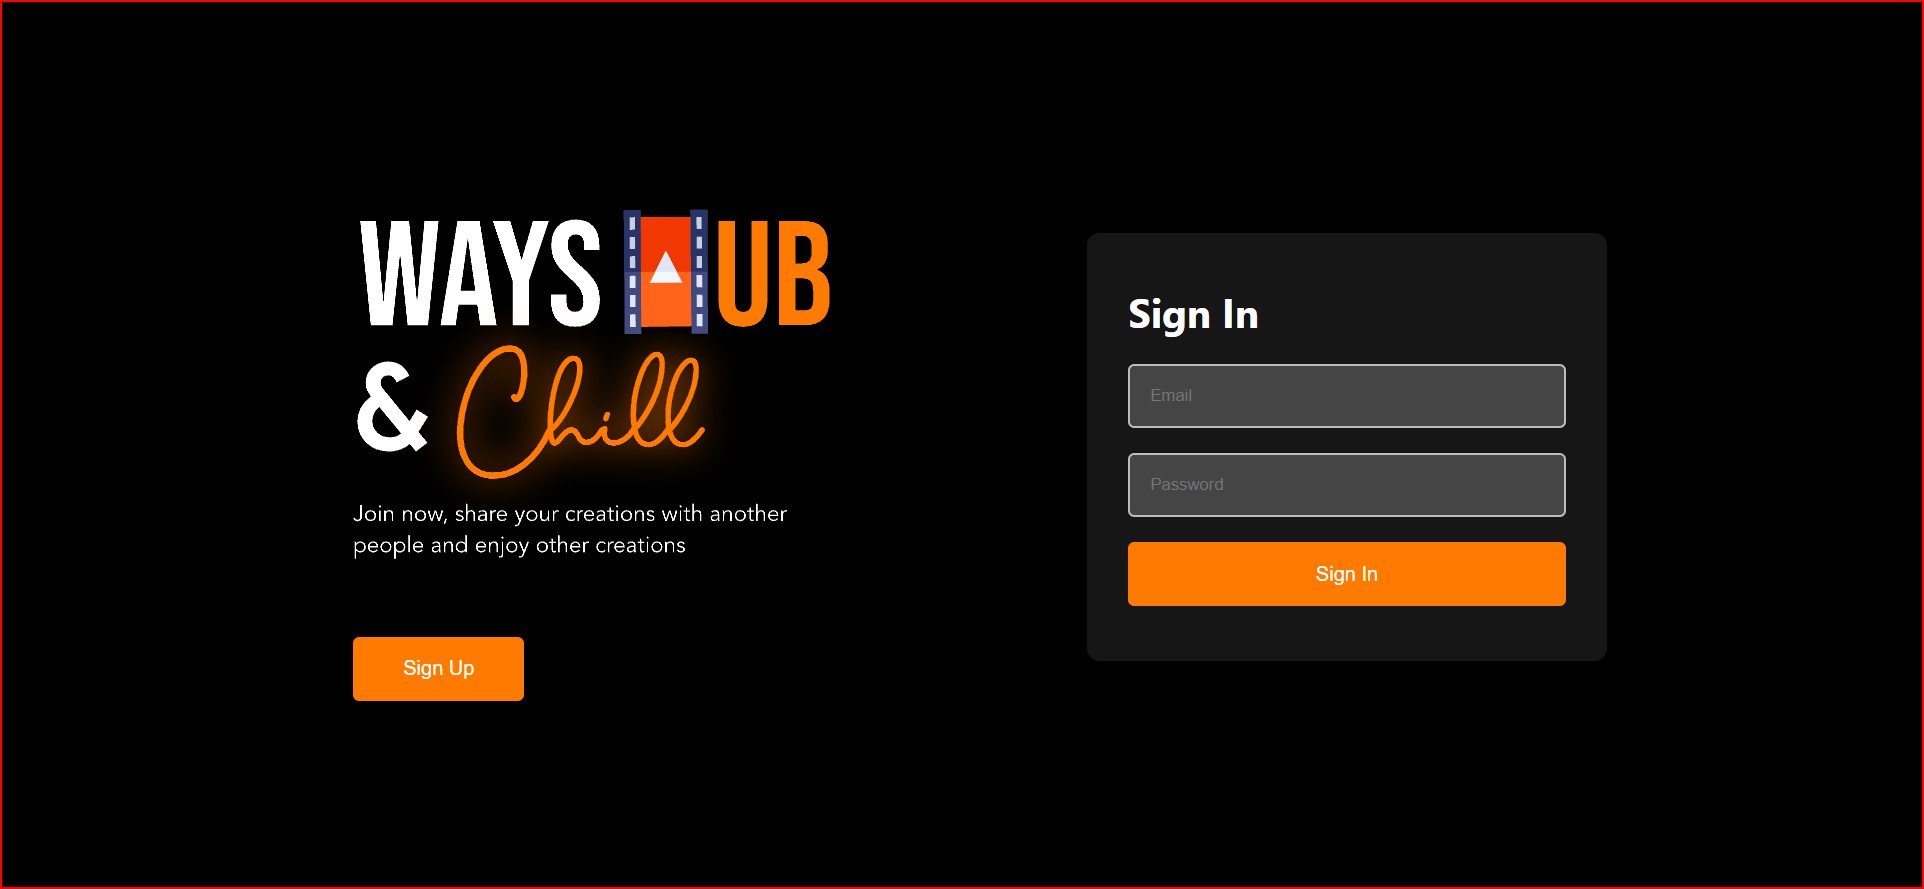 WAYS HUB
& Chill
Join now, share your creations with another
people and enjoy other creations
Sign Up
Sign In
Email
Password
Sign In